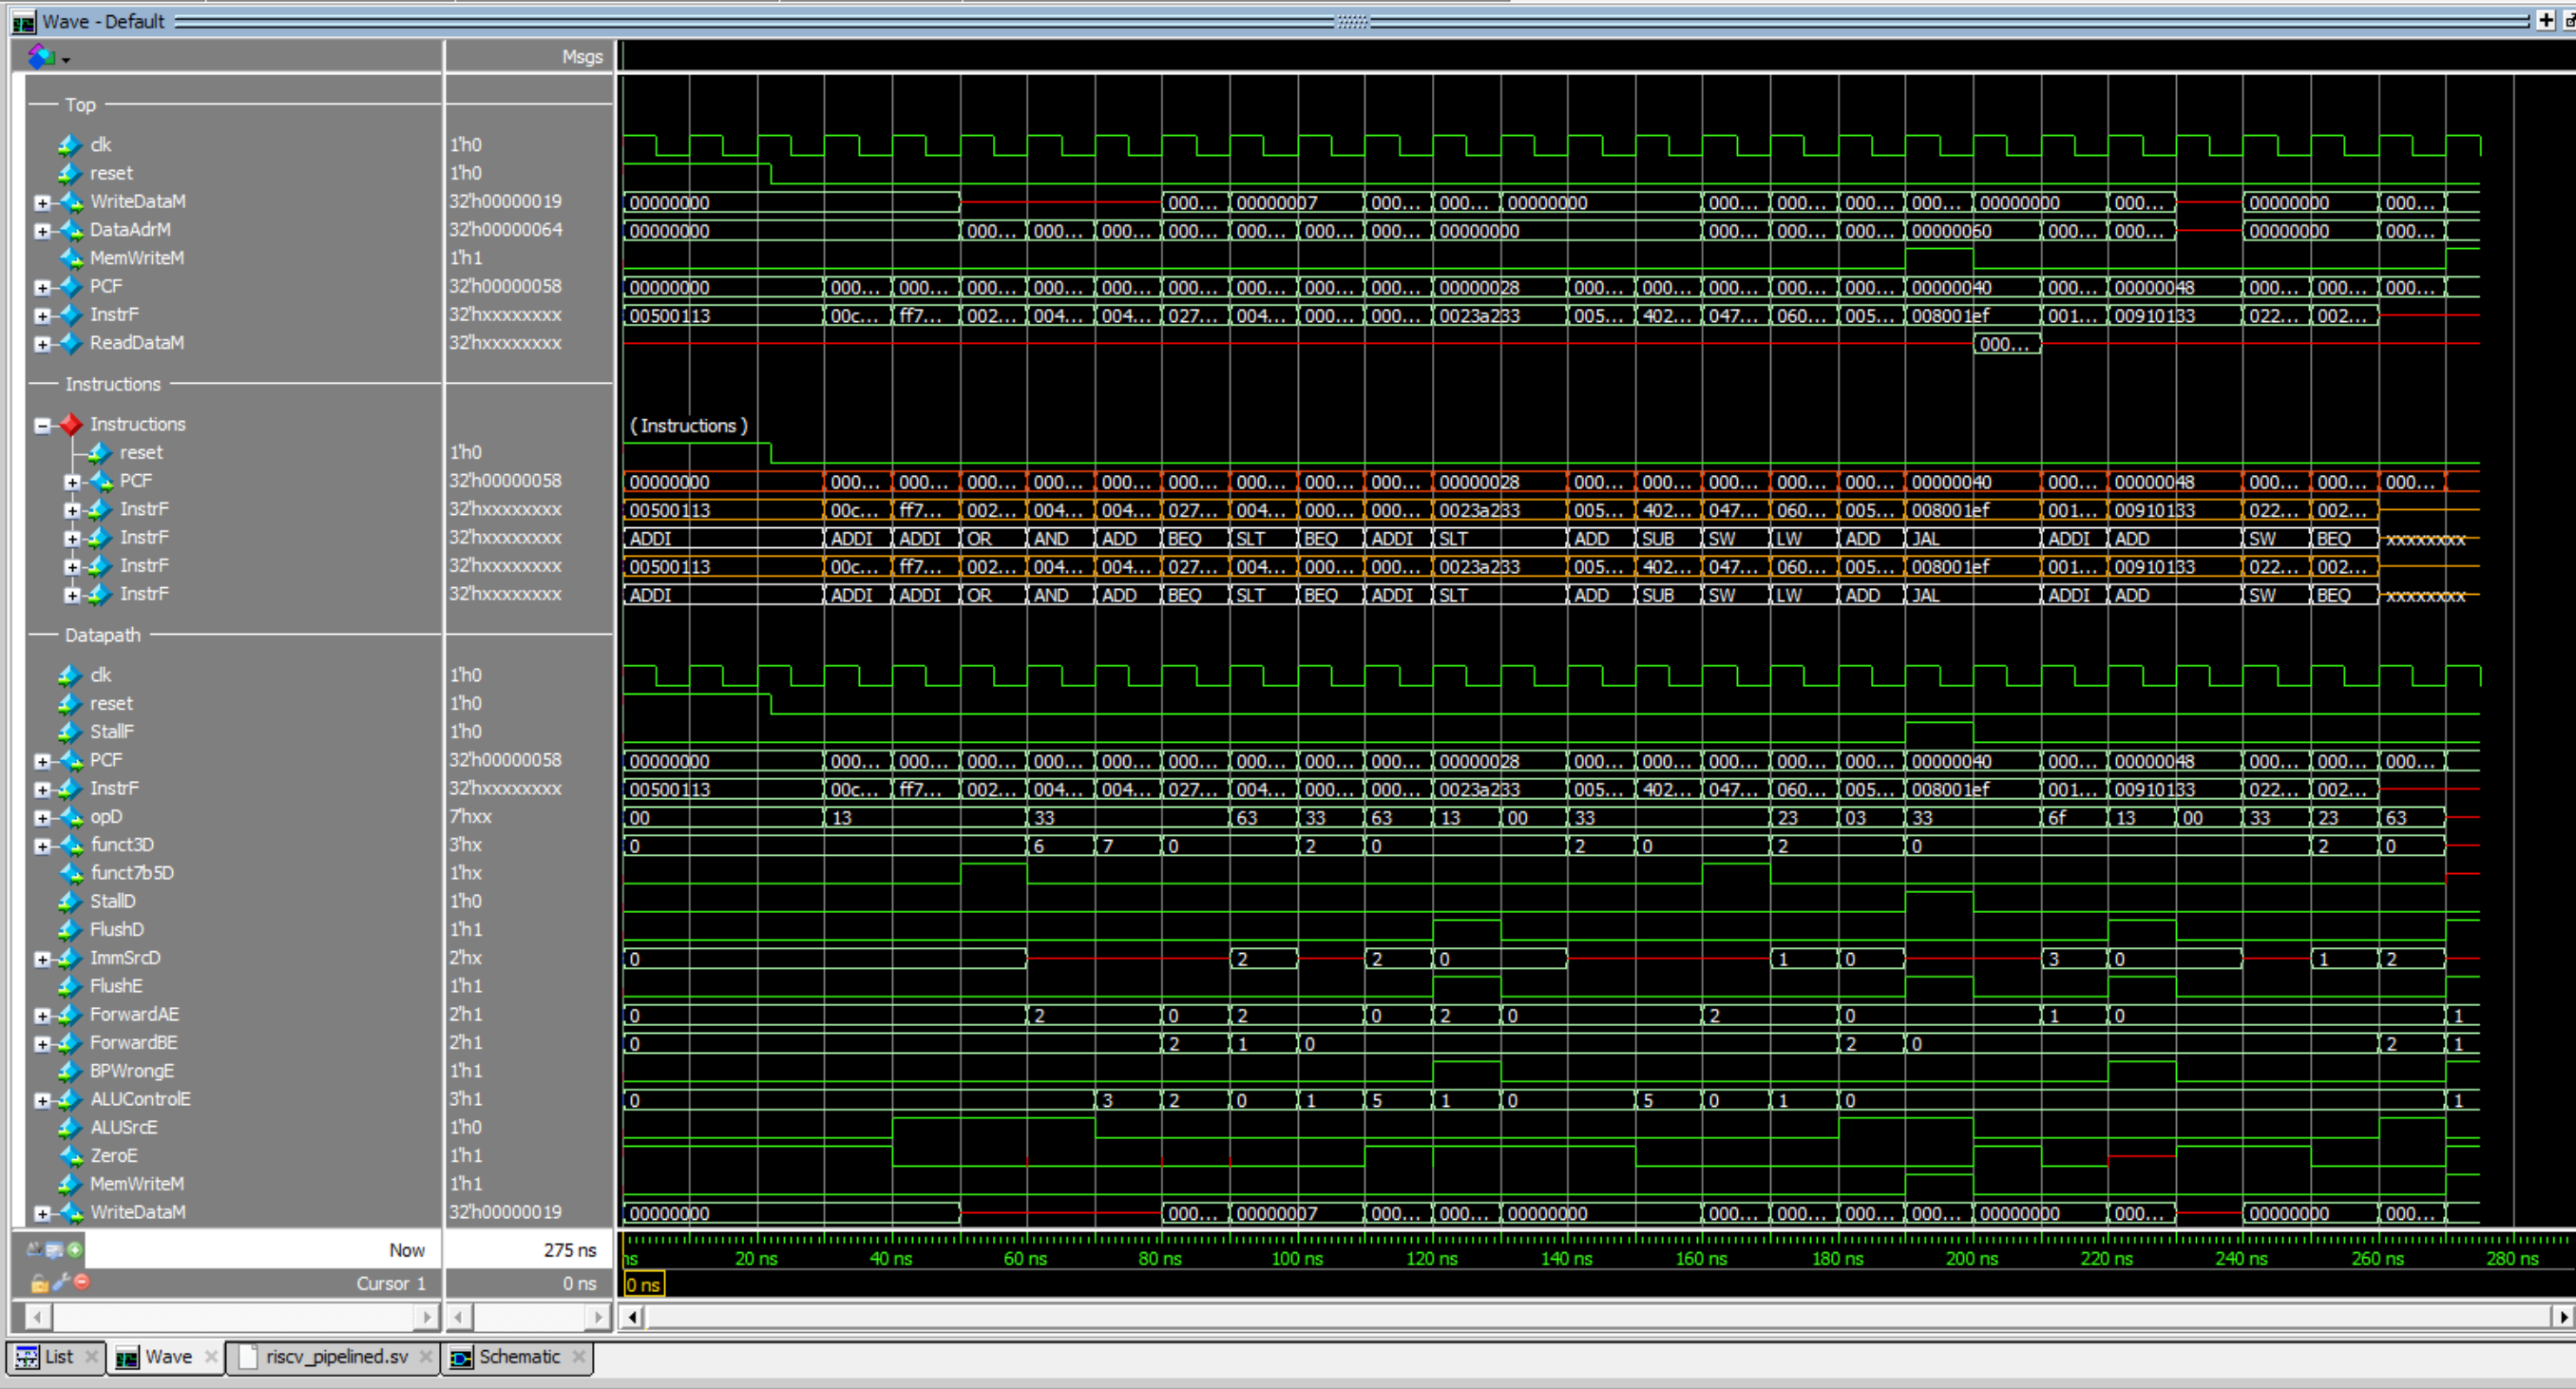 Wave - Default
Msgs
Top
clk 1'h0
reset 1'h0
WriteDataM 32'h00000019 00000000 000... 00000007 000... 000... 00000000 000... 000... 000... 000... 00000000 000... 00000000 000...
DataAdrM 32'h00000064 00000000 000... 000... 000... 000... 000... 000... 000... 00000000 000... 000... 000... 00000060 000... 000... 00000000 000...
MemWriteM 1'h1
PCF 32'h00000058 00000000 000... 000... 000... 000... 000... 000... 000... 000... 000... 00000028 000... 000... 000... 000... 000... 00000040 000... 00000048 000... 000... 000...
InstrF 32'hxxxxxxxx 00500113 00c... ff7... 002... 004... 004... 027... 004... 000... 000... 0023a233 005... 402... 047... 060... 005... 008001ef 001... 00910133 022... 002...
ReadDataM 32'hxxxxxxxx 000...
Instructions
Instructions ( Instructions )
reset 1'h0
PCF 32'h00000058 00000000 000... 000... 000... 000... 000... 000... 000... 000... 000... 00000028 000... 000... 000... 000... 000... 00000040 000... 00000048 000... 000... 000...
InstrF 32'hxxxxxxxx 00500113 00c... ff7... 002... 004... 004... 027... 004... 000... 000... 0023a233 005... 402... 047... 060... 005... 008001ef 001... 00910133 022... 002...
InstrF 32'hxxxxxxxx ADDI ADDI ADDI OR AND ADD BEQ SLT BEQ ADDI SLT ADD SUB SW LW ADD JAL ADDI ADD SW BEQ xxxxxxxx
InstrF 32'hxxxxxxxx 00500113 00c... ff7... 002... 004... 004... 027... 004... 000... 000... 0023a233 005... 402... 047... 060... 005... 008001ef 001... 00910133 022... 002...
InstrF 32'hxxxxxxxx ADDI ADDI ADDI OR AND ADD BEQ SLT BEQ ADDI SLT ADD SUB SW LW ADD JAL ADDI ADD SW BEQ xxxxxxxx
Datapath
clk 1'h0
reset 1'h0
StallF 1'h0
PCF 32'h00000058 00000000 000... 000... 000... 000... 000... 000... 000... 000... 000... 00000028 000... 000... 000... 000... 000... 00000040 000... 00000048 000... 000... 000...
InstrF 32'hxxxxxxxx 00500113 00c... ff7... 002... 004... 004... 027... 004... 000... 000... 0023a233 005... 402... 047... 060... 005... 008001ef 001... 00910133 022... 002...
opD 7'hxx 00 13 33 63 33 63 13 00 33 23 03 33 6f 13 00 33 23 63
funct3D 3'hx 0 6 7 0 2 0 2 0 2 0 2 0
funct7b5D 1'hx
StallD 1'h0
FlushD 1'h1
ImmSrcD 2'hx 0 2 2 0 1 0 3 0 1 2
FlushE 1'h1
ForwardAE 2'h1 0 2 0 2 0 2 0 2 0 1 0 1
ForwardBE 2'h1 0 2 1 0 2 0 2 1
BPWrongE 1'h1
ALUControlE 3'h1 0 3 2 0 1 5 1 0 5 0 1 0 1
ALUSrcE 1'h0
ZeroE 1'h1
MemWriteM 1'h1
WriteDataM 32'h00000019 00000000 000... 00000007 000... 000... 00000000 000... 000... 000... 000... 00000000 000... 00000000 000...
Now 275 ns ns 20 ns 40 ns 60 ns 80 ns 100 ns 120 ns 140 ns 160 ns 180 ns 200 ns 220 ns 240 ns 260 ns 280 ns
Cursor 1 0 ns 0 ns
List Wave riscv_pipelined.sv Schematic